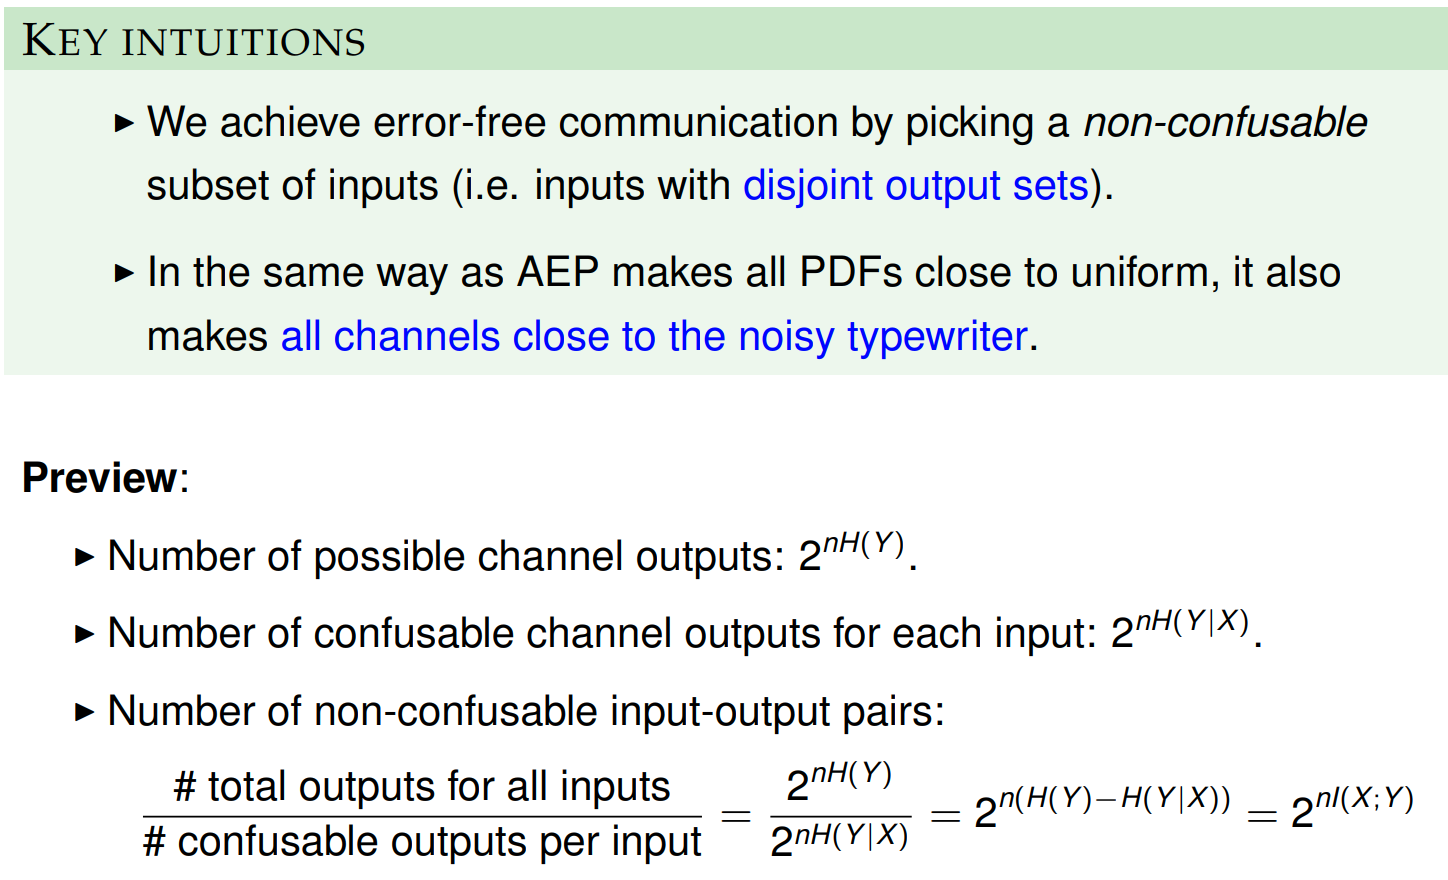 KEY INTUITIONS
▶ We achieve error-free communication by picking a non-confusable
subset of inputs (i.e. inputs with disjoint output sets).
▶ In the same way as AEP makes all PDFs close to uniform, it also
makes all channels close to the noisy typewriter.
Preview:
▶ Number of possible channel outputs: $2^{nH(Y)}$.
▶ Number of confusable channel outputs for each input: $2^{nH(Y|X)}$.
▶ Number of non-confusable input-output pairs:
$\frac{\text{\# total outputs for all inputs}}{\text{\# confusable outputs per input}} = \frac{2^{nH(Y)}}{2^{nH(Y|X)}} = 2^{n(H(Y)-H(Y|X))} = 2^{nI(X;Y)}$